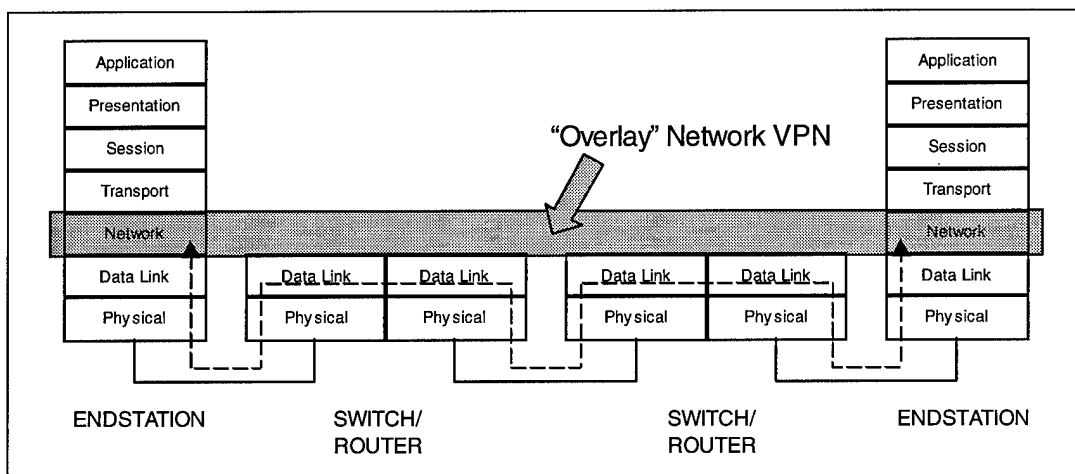 Application
Presentation
Session
Transport
Network
Data Link
Physical
"Overlay" Network VPN
Data Link Data Link
Physical Physical
Data Link Data Link
Physical Physical
Application
Presentation
Session
Transport
Network
Data Link
Physical
ENDSTATION
SWITCH/
ROUTER
SWITCH/
ROUTER
ENDSTATION